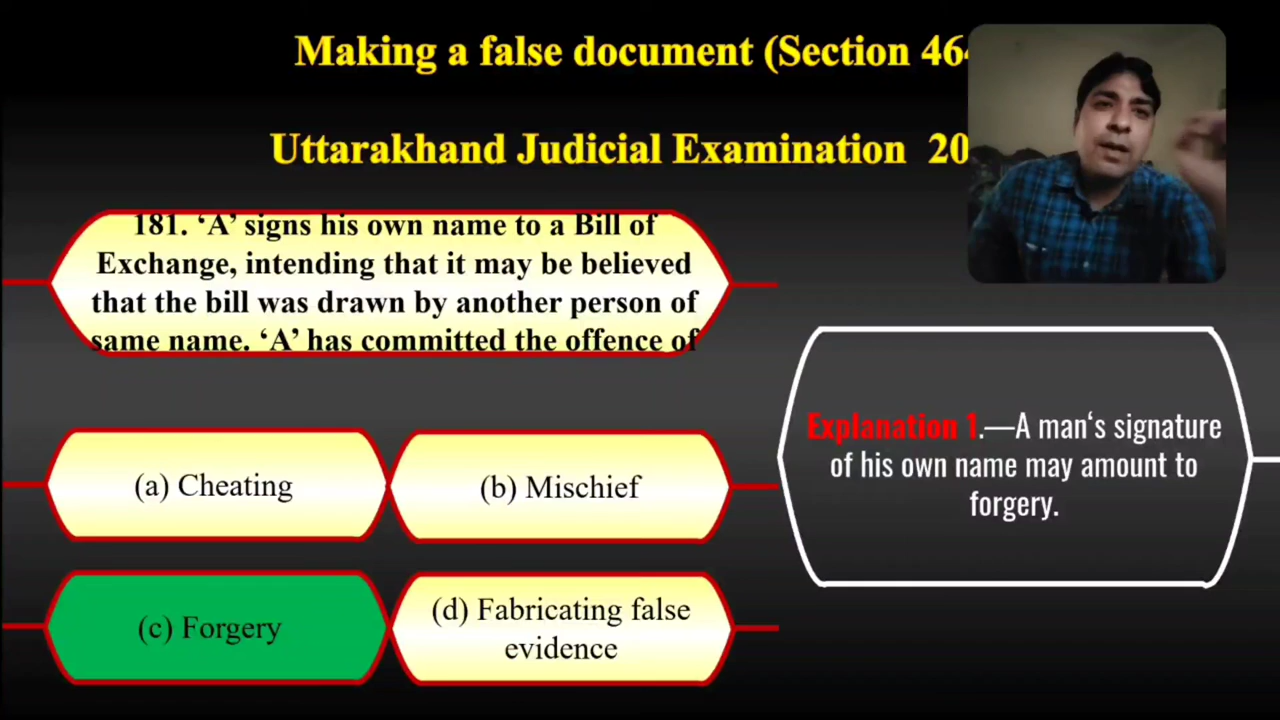 Making a false document (Section 464
Uttarakhand Judicial Examination 20
181. ‘A’ signs his own name to a Bill of
Exchange, intending that it may be believed
that the bill was drawn by another person of
same name. ‘A’ has committed the offence of
(a) Cheating
(b) Mischief
(c) Forgery
(d) Fabricating false
evidence
Explanation 1.—A man‘s signature
of his own name may amount to
forgery.